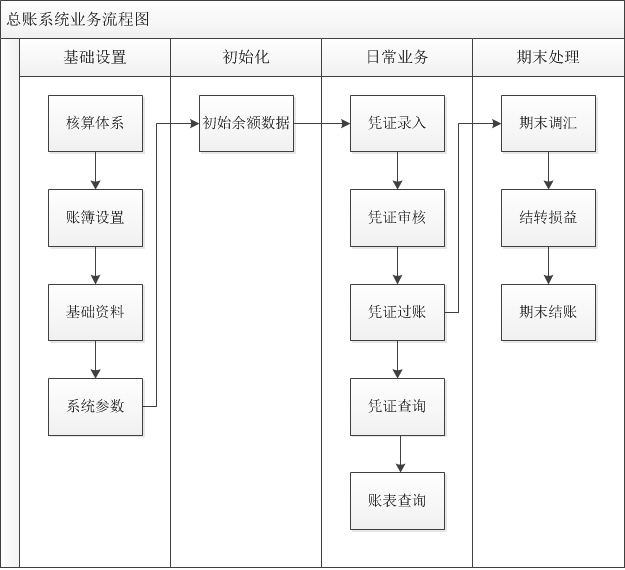 总账系统业务流程图
基础设置
初始化
日常业务
期末处理
核算体系
账簿设置
基础资料
系统参数
初始余额数据
凭证录入
凭证审核
凭证过账
凭证查询
账表查询
期末调汇
结转损益
期末结账